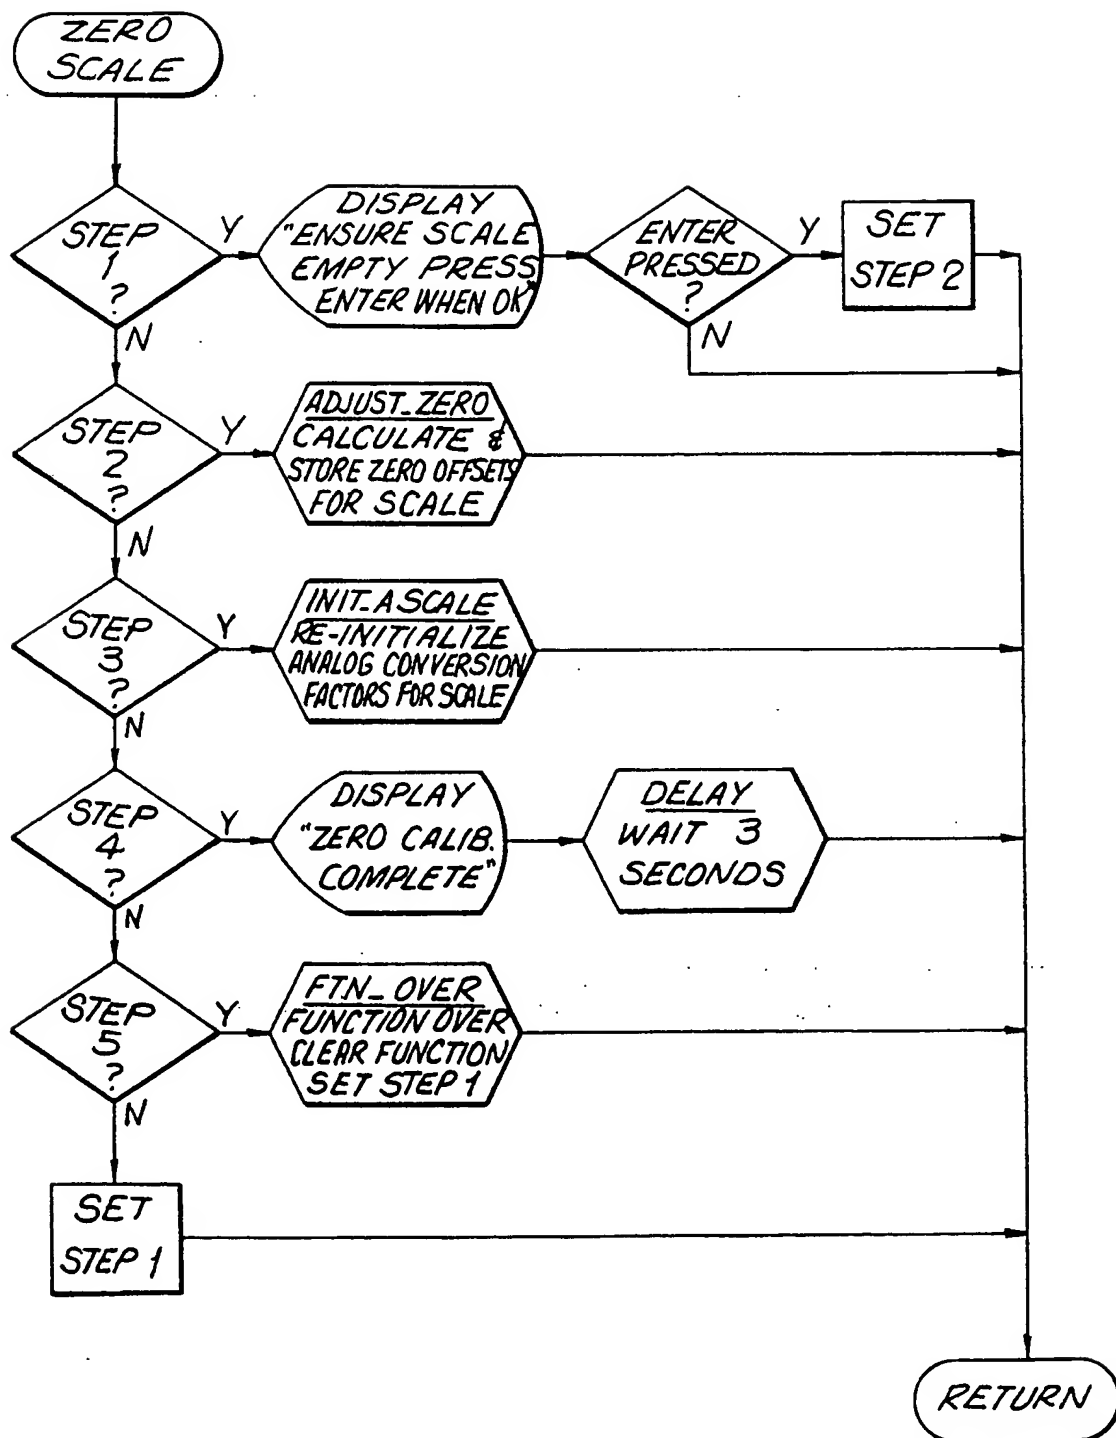 ZERO
SCALE
STEP
1
?
Y
N
DISPLAY
"ENSURE SCALE
EMPTY PRESS
ENTER WHEN OK"
ENTER
PRESSED
?
Y
N
SET
STEP 2
STEP
2
?
Y
N
ADJUST_ZERO
CALCULATE &
STORE ZERO OFFSETS
FOR SCALE
STEP
3
?
Y
N
INIT_ASCALE
RE-INITIALIZE
ANALOG CONVERSION
FACTORS FOR SCALE
STEP
4
?
Y
N
DISPLAY
"ZERO CALIB.
COMPLETE"
DELAY
WAIT 3
SECONDS
STEP
5
?
Y
N
FTN_OVER
FUNCTION OVER
CLEAR FUNCTION
SET STEP 1
SET
STEP 1
RETURN